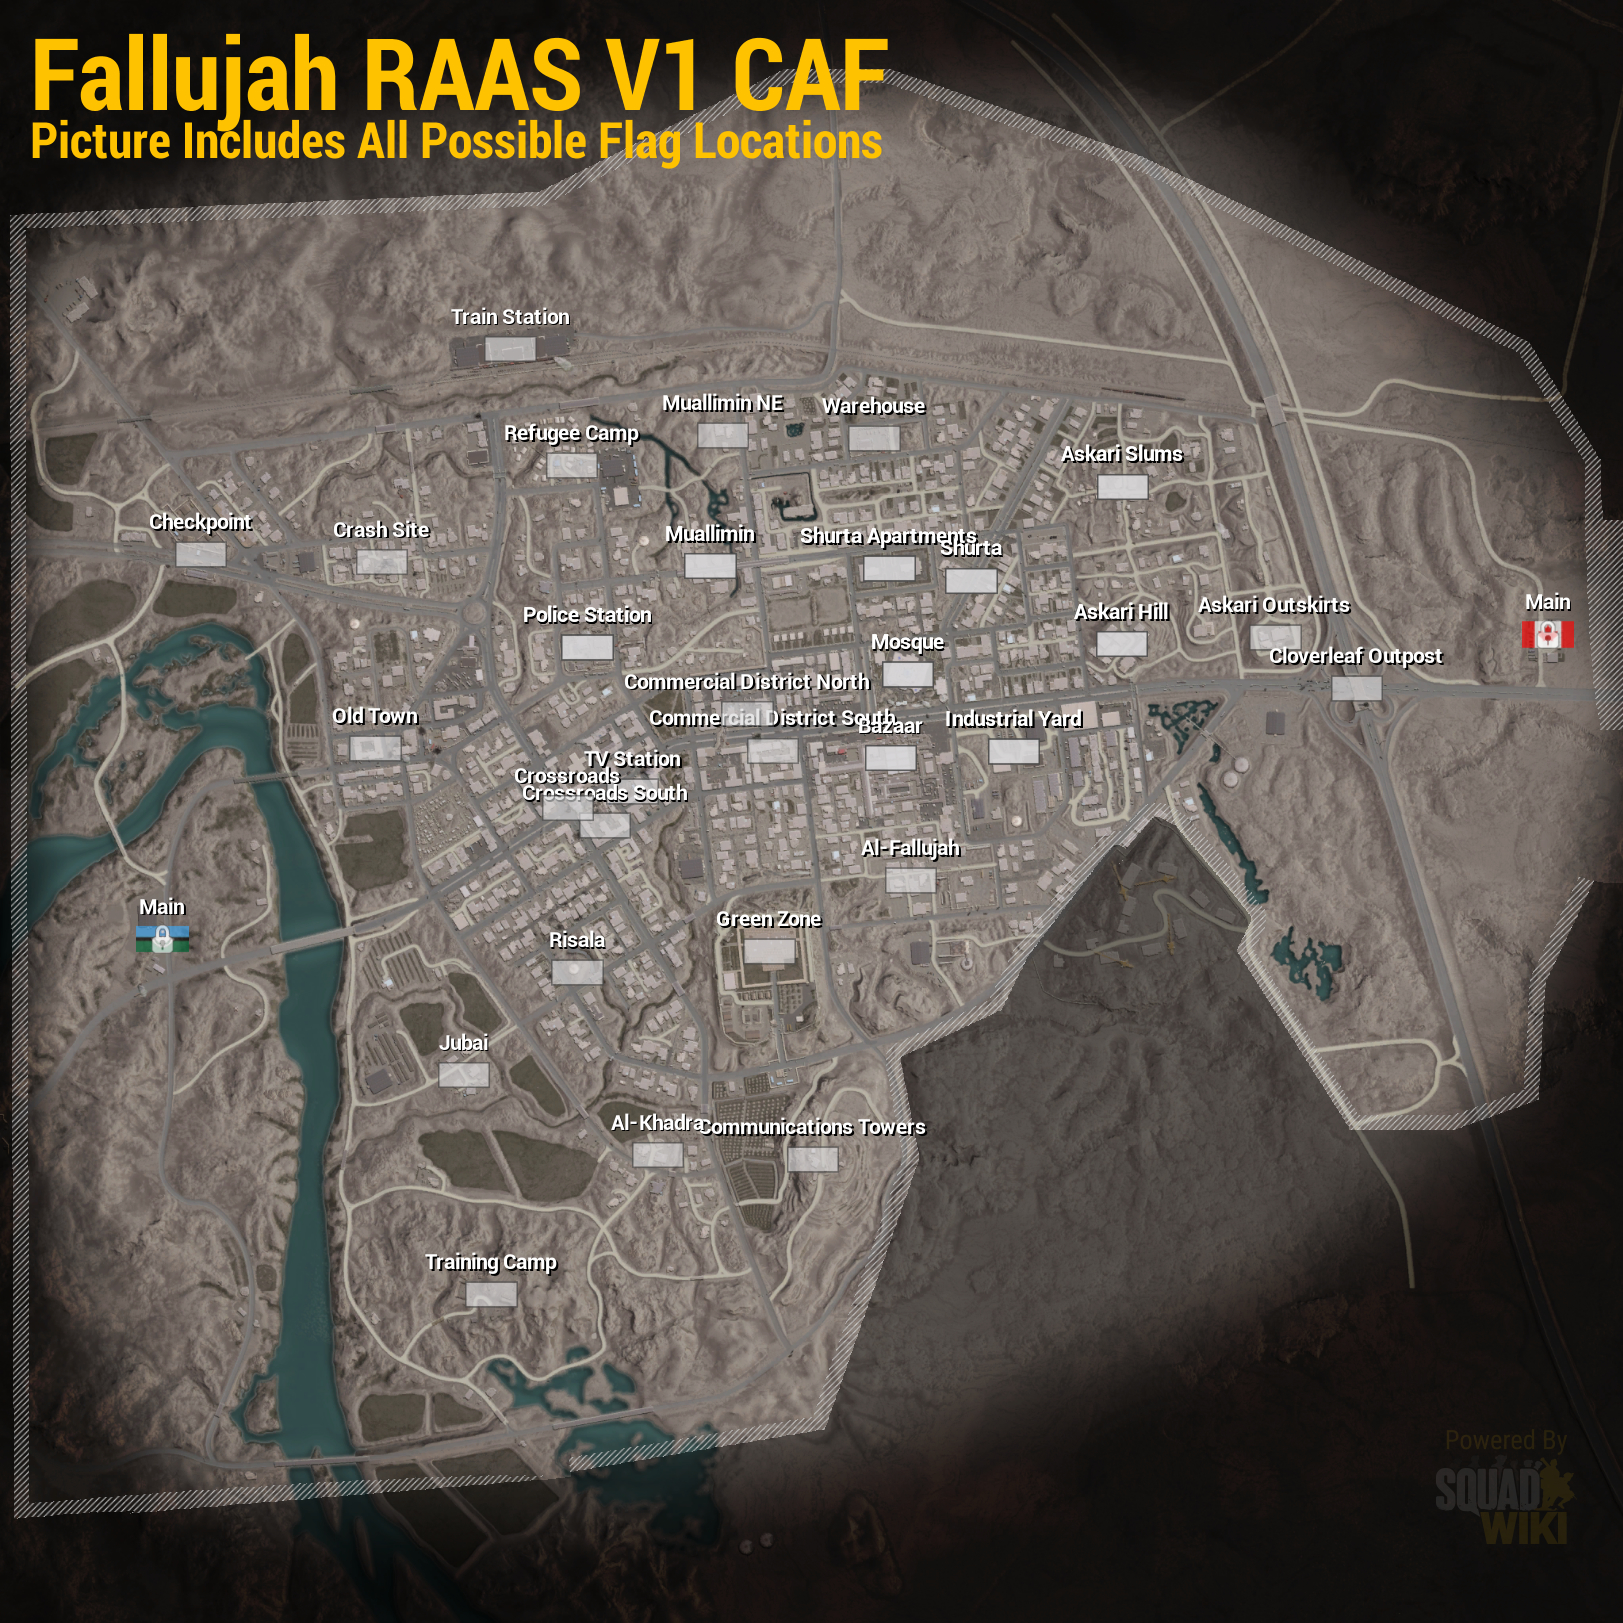 Fallujah RAAS V1 CAF
Picture Includes All Possible Flag Locations
Train Station
Muallimin NE
Warehouse
Refugee Camp
Askari Slums
Checkpoint
Crash Site
Muallimin
Shurta Apartments
Shurta
Police Station
Askari Hill
Askari Outskirts
Main
Mosque
Cloverleaf Outpost
Commercial District North
Old Town
Commercial District South
Bazaar
Industrial Yard
TV Station
Crossroads
Crossroads South
Al-Fallujah
Main
Green Zone
Risala
Jubai
Al-Khadra
Communications Towers
Training Camp
Powered By
SQUAD
WIKI